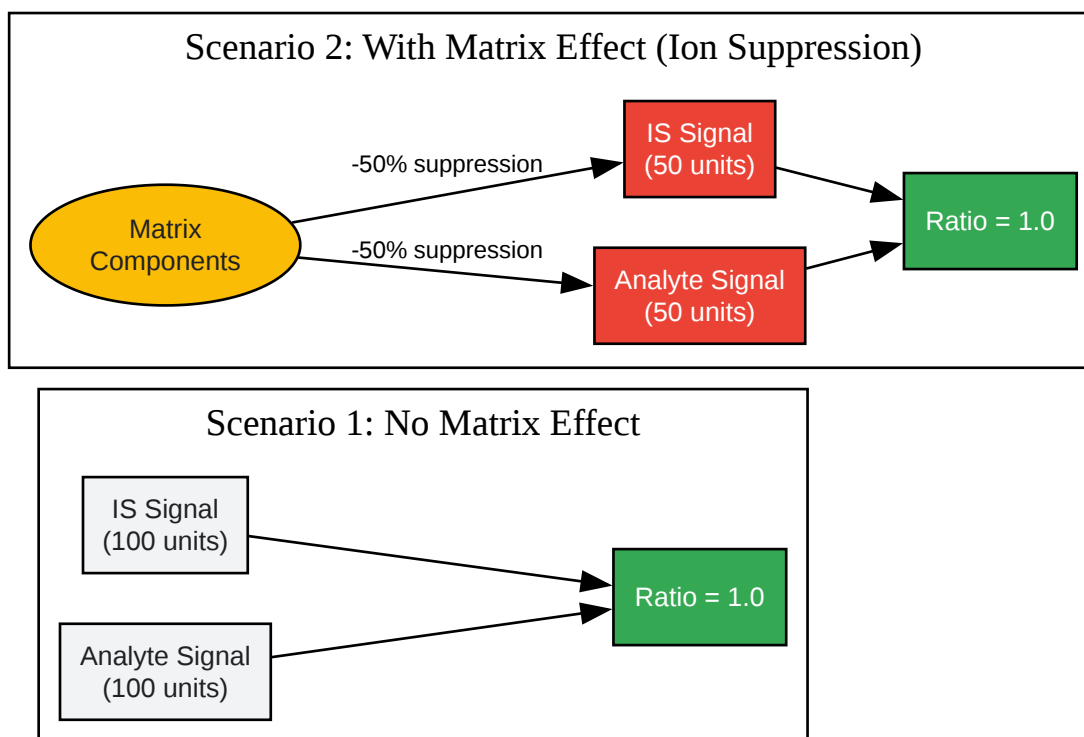 Scenario 2: With Matrix Effect (Ion Suppression)
Matrix
Components
-50% suppression
-50% suppression
IS Signal
(50 units)
Analyte Signal
(50 units)
Ratio = 1.0
Scenario 1: No Matrix Effect
IS Signal
(100 units)
Analyte Signal
(100 units)
Ratio = 1.0